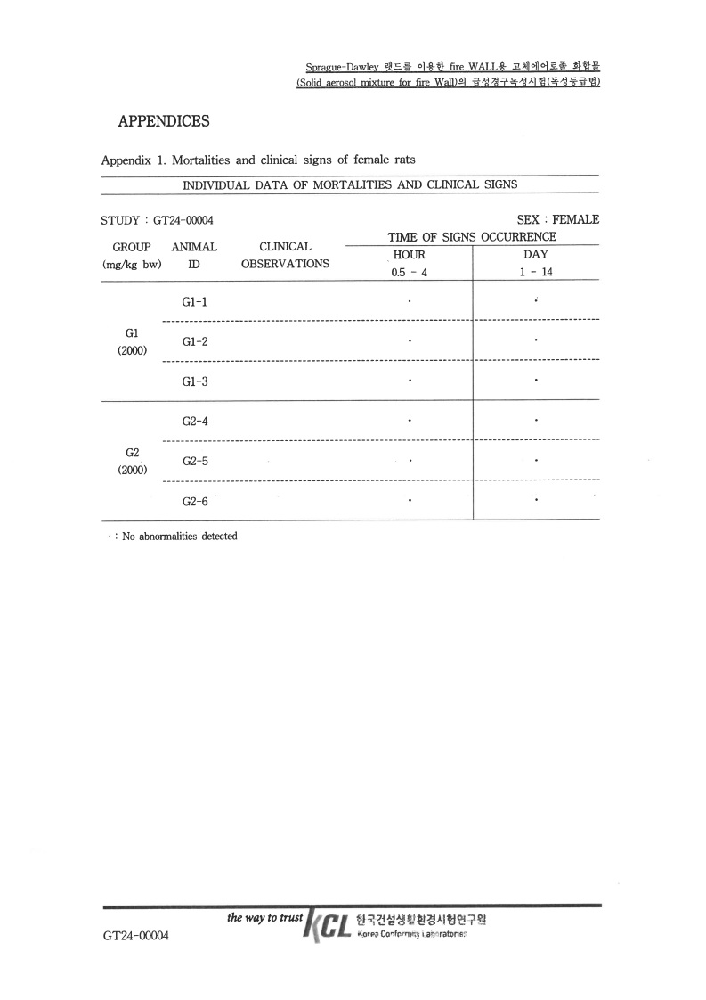 Sprague-Dawley 랫드를 이용한 fire WALL용 고체에어로졸 화합물
(Solid aerosol mixture for fire Wall)의 급성경구독성시험(독성등급법)
APPENDICES
Appendix 1. Mortalities and clinical signs of female rats
INDIVIDUAL DATA OF MORTALITIES AND CLINICAL SIGNS
STUDY : GT24-00004 SEX : FEMALE
GROUP (mg/kg bw) ANIMAL ID CLINICAL OBSERVATIONS TIME OF SIGNS OCCURRENCE
HOUR 0.5 - 4 DAY 1 - 14
G1 (2000)
G1-1 · ·
G1-2 · ·
G1-3 · ·
G2 (2000)
G2-4 · ·
G2-5 · ·
G2-6 · ·
· : No abnormalities detected
the way to trust KCL 한국건설생활환경시험연구원
Korea Conformity Laboratories
GT24-00004